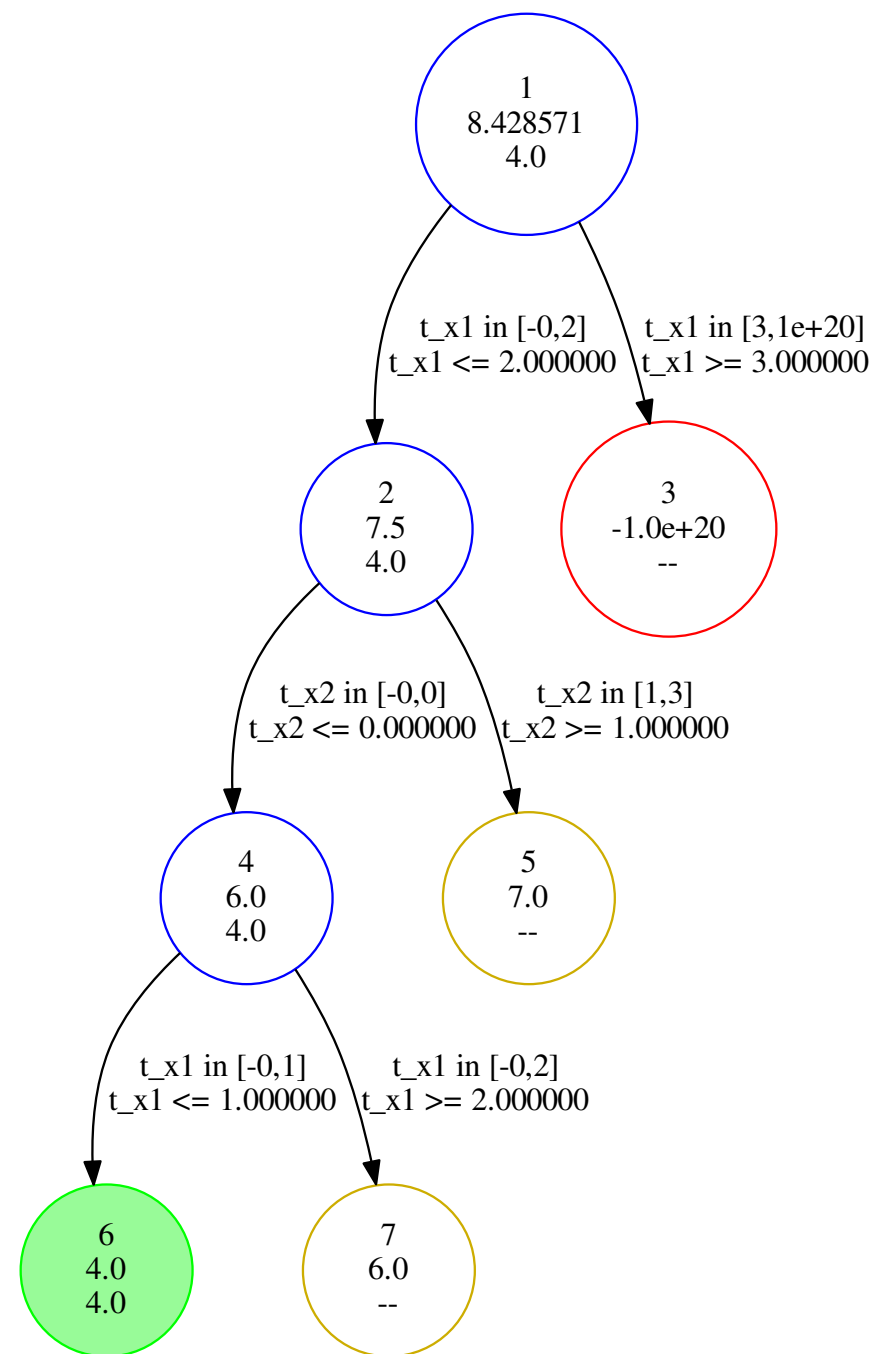 1
8.428571
4.0
t_x1 in [-0,2]
t_x1 <= 2.000000
t_x1 in [3,1e+20]
t_x1 >= 3.000000
2
7.5
4.0
3
-1.0e+20
--
t_x2 in [-0,0]
t_x2 <= 0.000000
t_x2 in [1,3]
t_x2 >= 1.000000
4
6.0
4.0
5
7.0
--
t_x1 in [-0,1]
t_x1 <= 1.000000
t_x1 in [-0,2]
t_x1 >= 2.000000
6
4.0
4.0
7
6.0
--